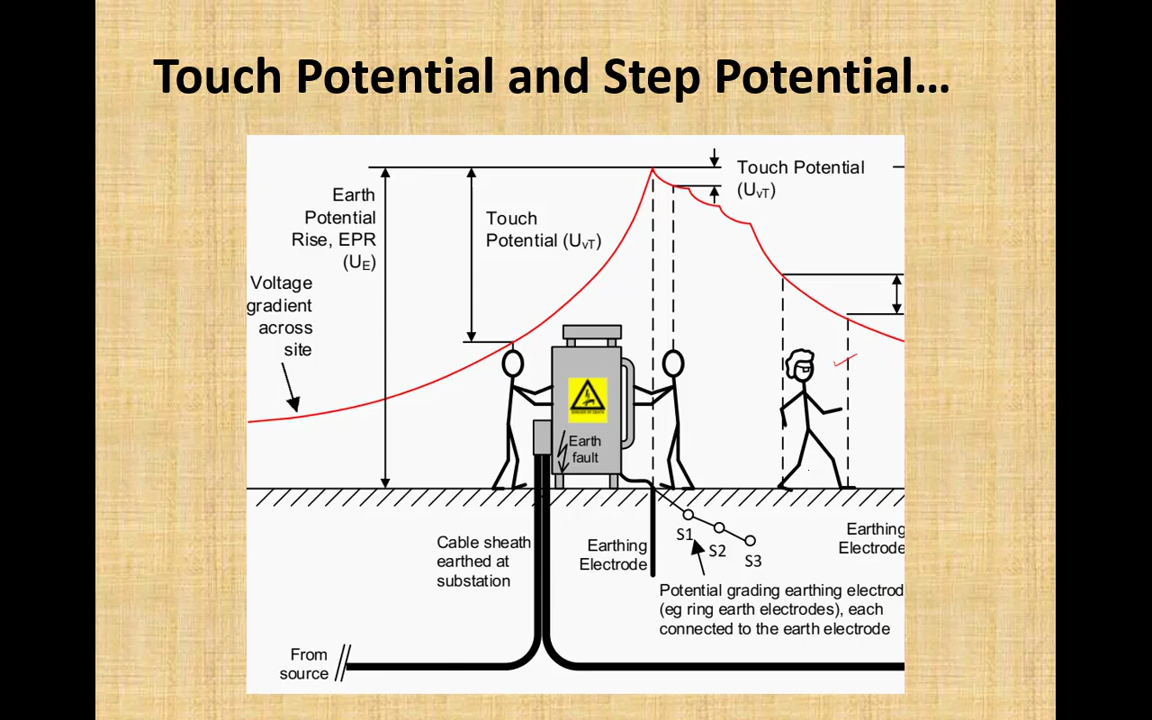 Touch Potential and Step Potential...
Touch Potential
(UvT)
Earth
Potential
Rise, EPR
(UE)
Touch
Potential (UvT)
Voltage
gradient
across
site
Earth
fault
Cable sheath
earthed at
substation
Earthing
Electrode
S1
S2
S3
Earthing
Electrode
Potential grading earthing electrod
(eg ring earth electrodes), each
connected to the earth electrode
From
source